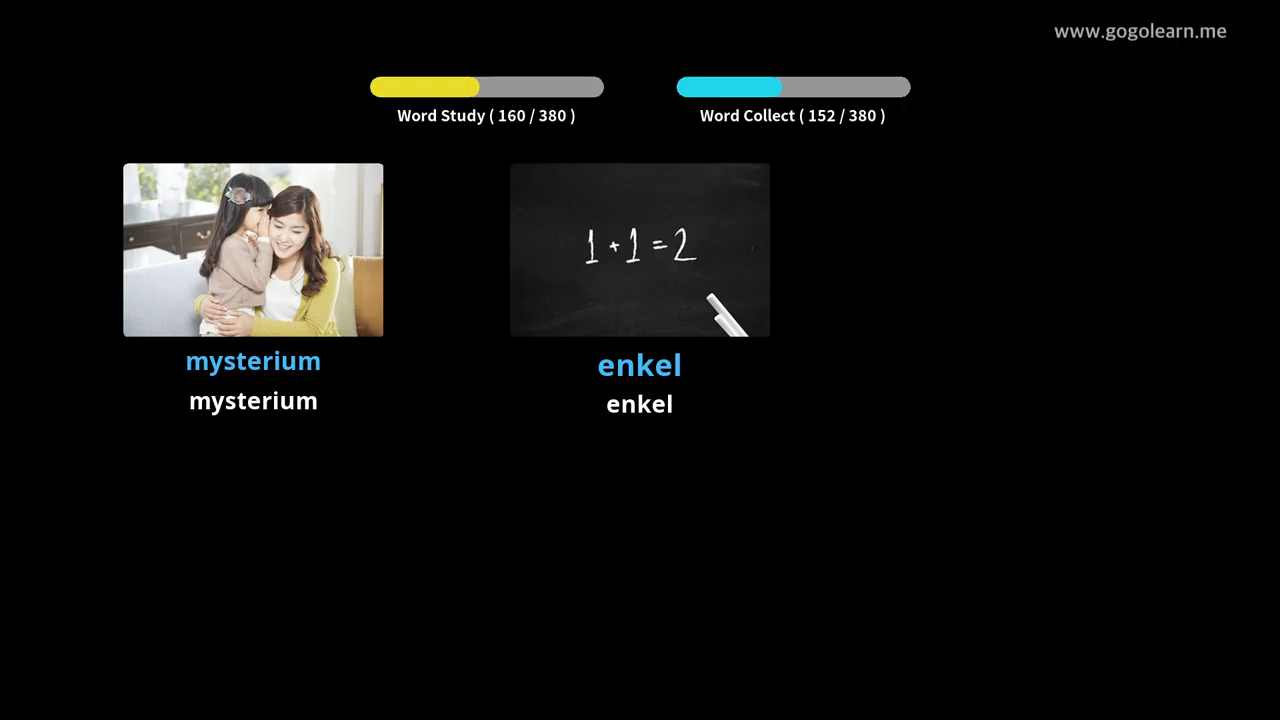 www.gogolearn.me
Word Study ( 160 / 380 )
Word Collect ( 152 / 380 )
1 + 1 = 2
mysterium
mysterium
enkel
enkel